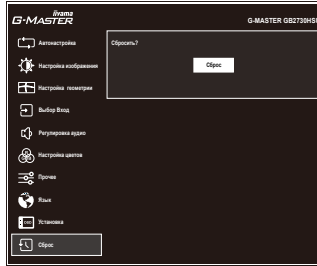 iiyama
G-MASTER
G-MASTER GB2730HSU
Автонастройка
Сбросить?
Сброс
Настройка изображения
Настройка геометрии
Выбор Вход
Регулировка аудио
Настройка цветов
Прочее
Язык
OSD
Установка
Сброс